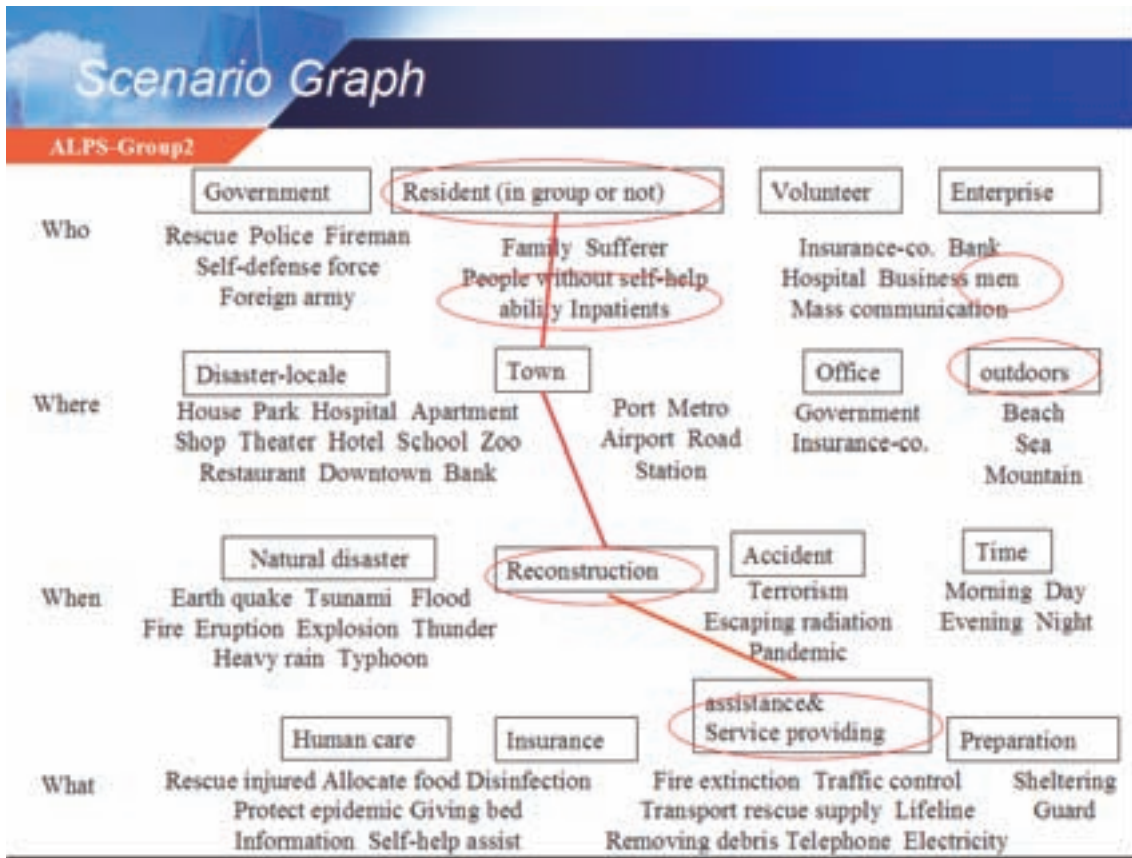 Scenario Graph
ALPS-Group2
Who
Government
Resident (in group or not)
Volunteer
Enterprise
Rescue Police Fireman
Self-defense force
Foreign army
Family Sufferer
People without self-help
ability Inpatients
Insurance-co. Bank
Hospital Business men
Mass communication
Where
Disaster-locale
Town
Office
outdoors
House Park Hospital Apartment
Shop Theater Hotel School Zoo
Restaurant Downtown Bank
Port Metro
Airport Road
Station
Government
Insurance-co.
Beach
Sea
Mountain
When
Natural disaster
Reconstruction
Accident
Time
Earth quake Tsunami Flood
Fire Eruption Explosion Thunder
Heavy rain Typhoon
Terrorism
Escaping radiation
Pandemic
Morning Day
Evening Night
What
Human care
Insurance
assistance&
Service providing
Preparation
Rescue injured Allocate food Disinfection
Protect epidemic Giving bed
Information Self-help assist
Fire extinction Traffic control
Transport rescue supply Lifeline
Removing debris Telephone Electricity
Sheltering
Guard